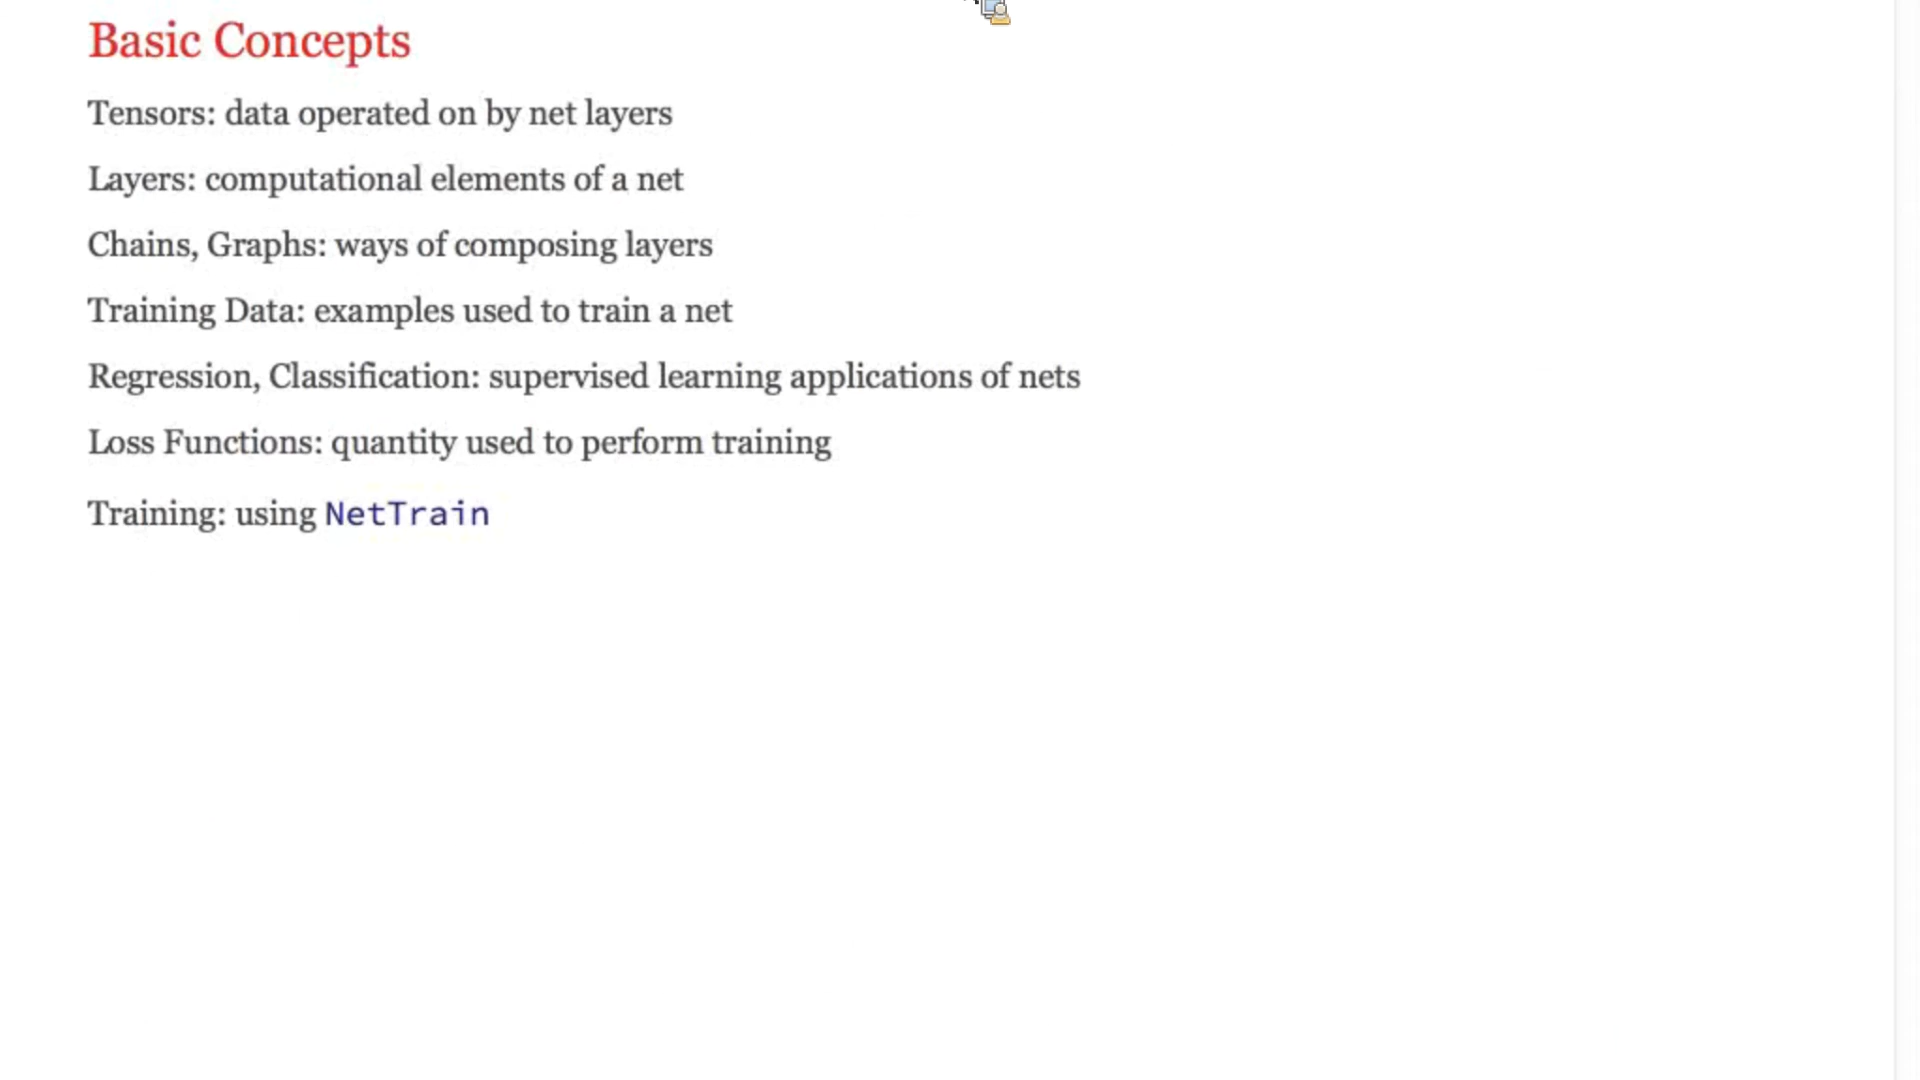 Basic Concepts
Tensors: data operated on by net layers
Layers: computational elements of a net
Chains, Graphs: ways of composing layers
Training Data: examples used to train a net
Regression, Classification: supervised learning applications of nets
Loss Functions: quantity used to perform training
Training: using NetTrain